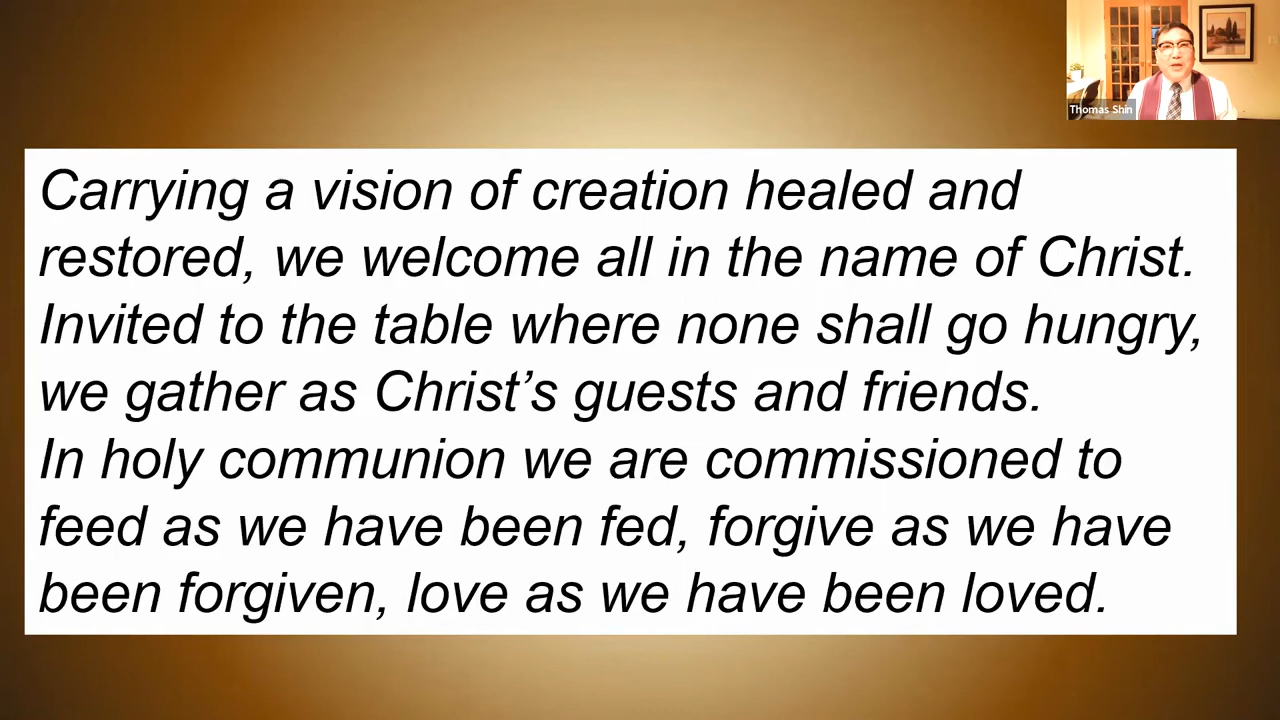 Thomas Shin
Carrying a vision of creation healed and
restored, we welcome all in the name of Christ.
Invited to the table where none shall go hungry,
we gather as Christ’s guests and friends.
In holy communion we are commissioned to
feed as we have been fed, forgive as we have
been forgiven, love as we have been loved.